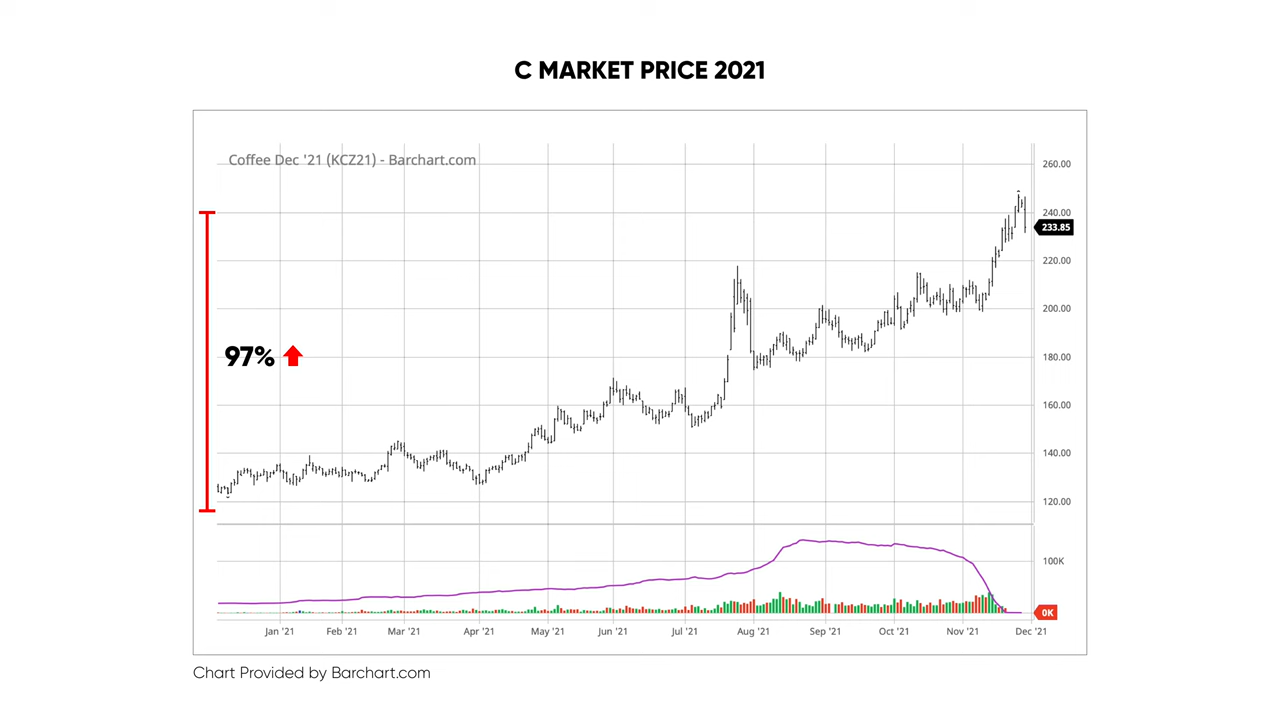 C MARKET PRICE 2021
Coffee Dec '21 (KCZ21) - Barchart.com
260.00
240.00
233.85
220.00
200.00
97%
180.00
160.00
140.00
120.00
100K
0K
Jan '21 Feb '21 Mar '21 Apr '21 May '21 Jun '21 Jul '21 Aug '21 Sep '21 Oct '21 Nov '21 Dec '21
Chart Provided by Barchart.com